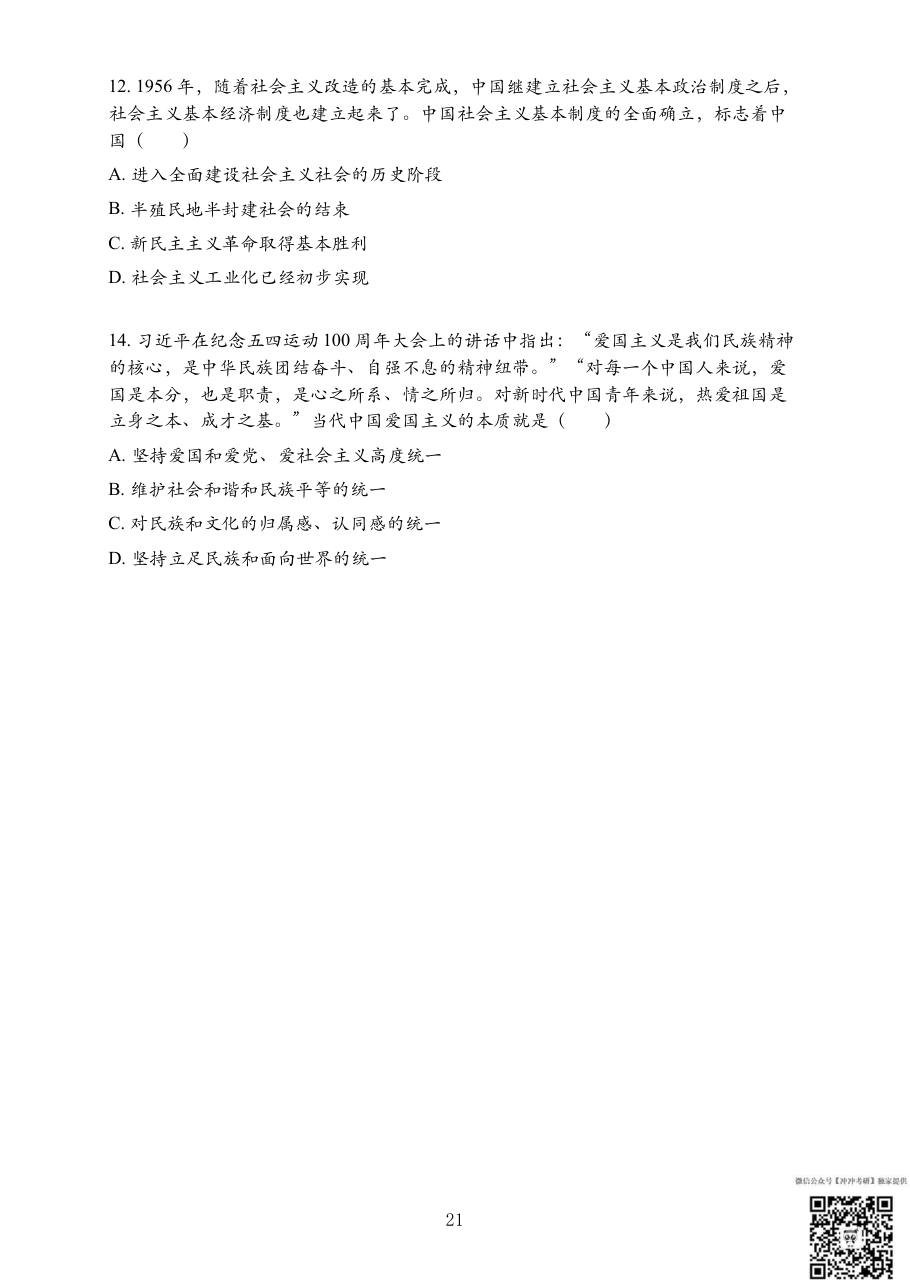 12. 1956 年，随着社会主义改造的基本完成，中国继建立社会主义基本政治制度之后，
社会主义基本经济制度也建立起来了。中国社会主义基本制度的全面确立，标志着中
国（　　）
A. 进入全面建设社会主义社会的历史阶段
B. 半殖民地半封建社会的结束
C. 新民主主义革命取得基本胜利
D. 社会主义工业化已经初步实现
14. 习近平在纪念五四运动 100 周年大会上的讲话中指出：“爱国主义是我们民族精神
的核心，是中华民族团结奋斗、自强不息的精神纽带。”“对每一个中国人来说，爱
国是本分，也是职责，是心之所系、情之所归。对新时代中国青年来说，热爱祖国是
立身之本、成才之基。”当代中国爱国主义的本质就是（　　）
A. 坚持爱国和爱党、爱社会主义高度统一
B. 维护社会和谐和民族平等的统一
C. 对民族和文化的归属感、认同感的统一
D. 坚持立足民族和面向世界的统一
微信公众号【冲冲考研】独家提供
21